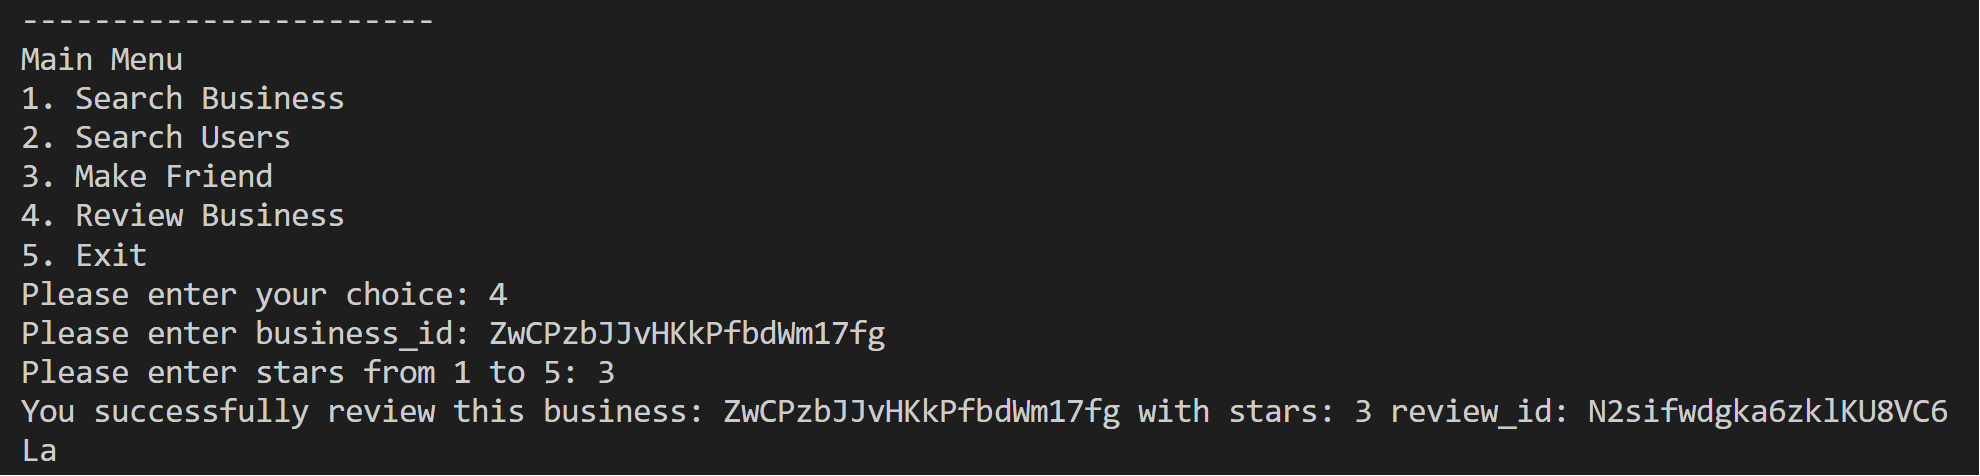 -----------------------
Main Menu
1. Search Business
2. Search Users
3. Make Friend
4. Review Business
5. Exit
Please enter your choice: 4
Please enter business_id: ZwCPzbJJvHKkPfbdWm17fg
Please enter stars from 1 to 5: 3
You successfully review this business: ZwCPzbJJvHKkPfbdWm17fg with stars: 3 review_id: N2sifwdgka6zklKU8VC6
La